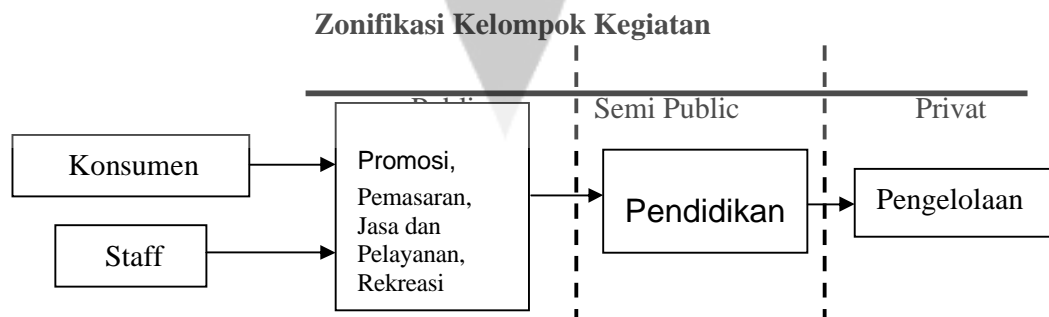 Zonifikasi Kelompok Kegiatan
Semi Public
Privat
Konsumen
Staff
Promosi,
Pemasaran,
Jasa dan
Pelayanan,
Rekreasi
Pendidikan
Pengelolaan